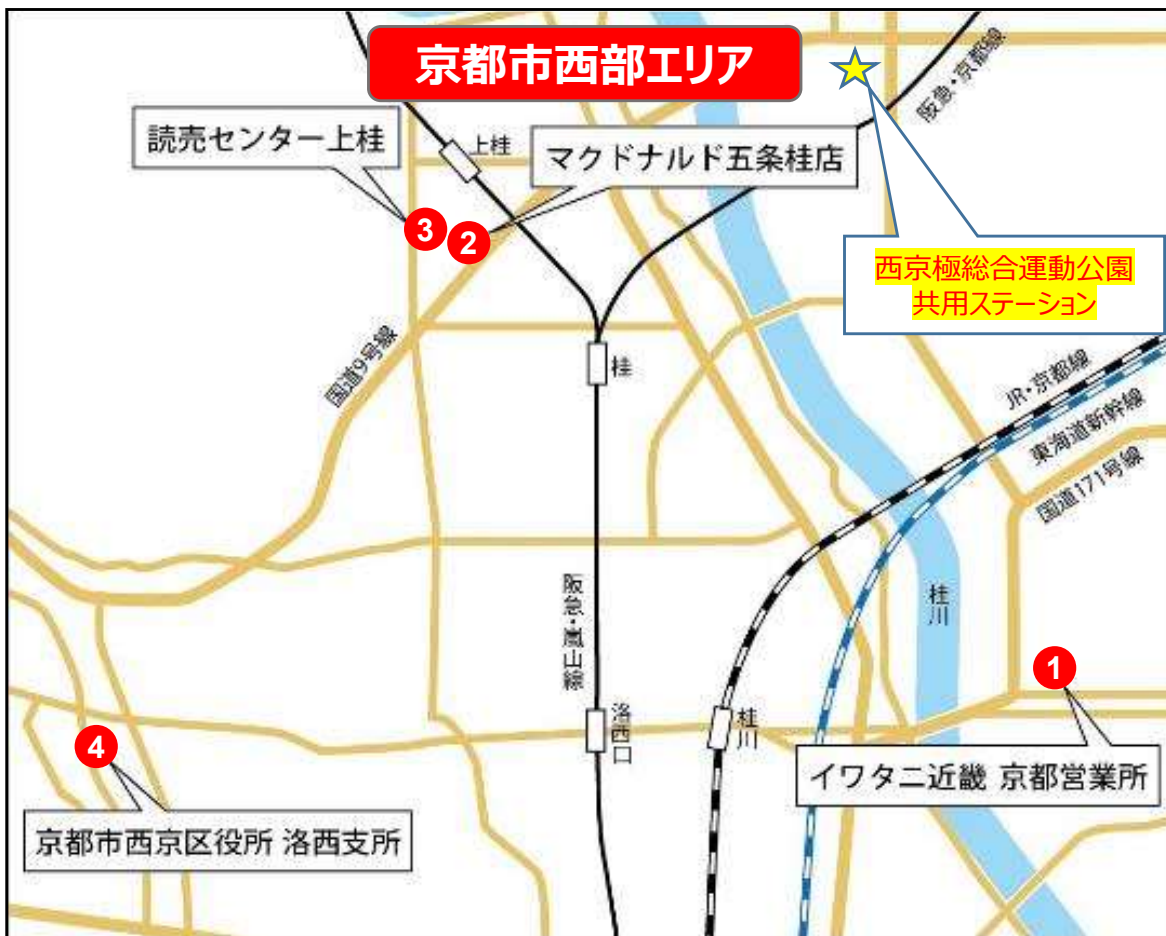 京都市西部エリア
阪急・京都線
読売センター上桂
上桂
マクドナルド五条桂店
3
2
西京極総合運動公園
共用ステーション
国道9号線
桂
JR・京都線
東海道新幹線
国道171号線
阪急・嵐山線
桂川
1
洛西口
桂川
4
イワタニ近畿 京都営業所
京都市西京区役所 洛西支所